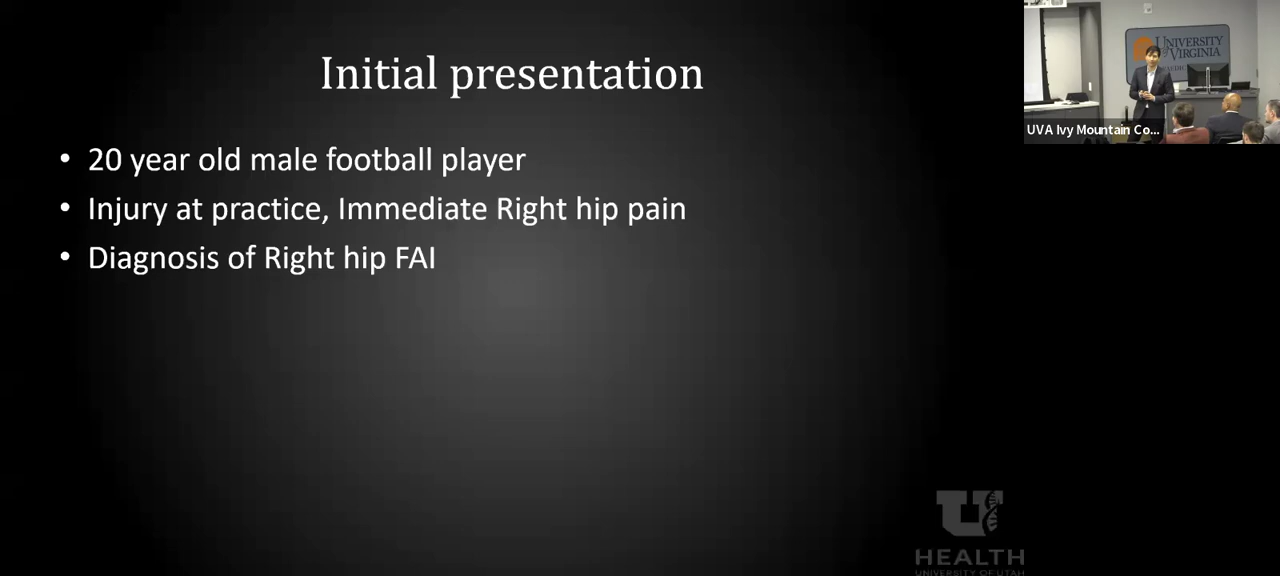 Initial presentation
• 20 year old male football player
• Injury at practice, Immediate Right hip pain
• Diagnosis of Right hip FAI
UNIVERSITY
VIRGINIA
UVA Ivy Mountain Co...
U
HEALTH
UNIVERSITY OF UTAH